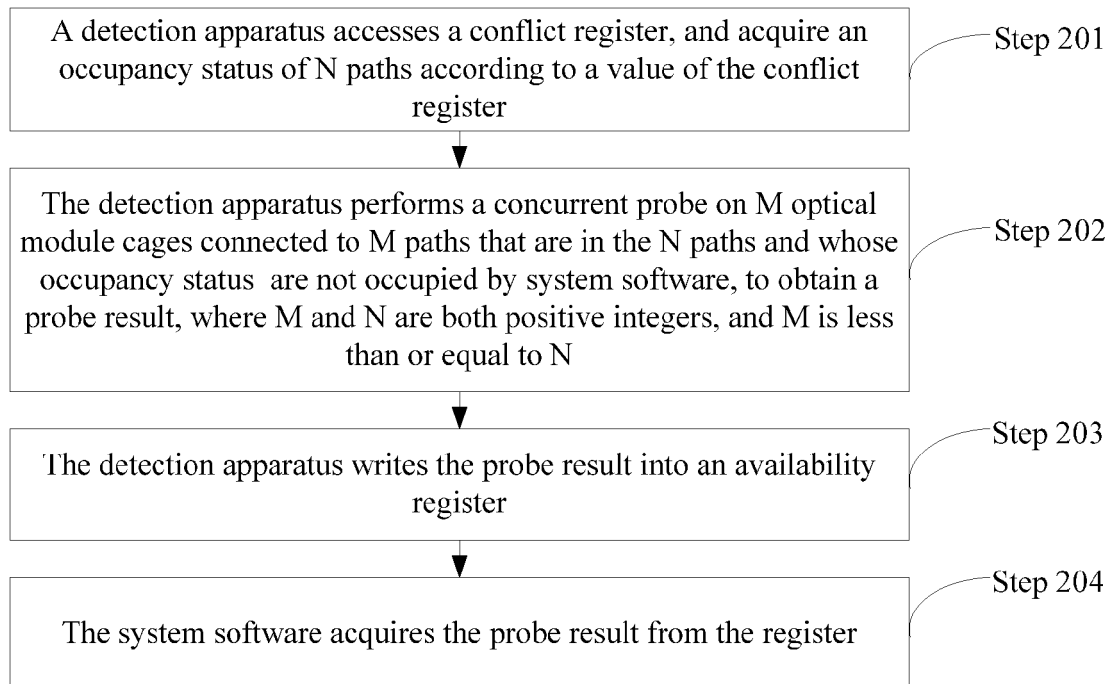 A detection apparatus accesses a conflict register, and acquire an
occupancy status of N paths according to a value of the conflict
register
Step 201
The detection apparatus performs a concurrent probe on M optical
module cages connected to M paths that are in the N paths and whose
occupancy status are not occupied by system software, to obtain a
probe result, where M and N are both positive integers, and M is less
than or equal to N
Step 202
The detection apparatus writes the probe result into an availability
register
Step 203
The system software acquires the probe result from the register
Step 204